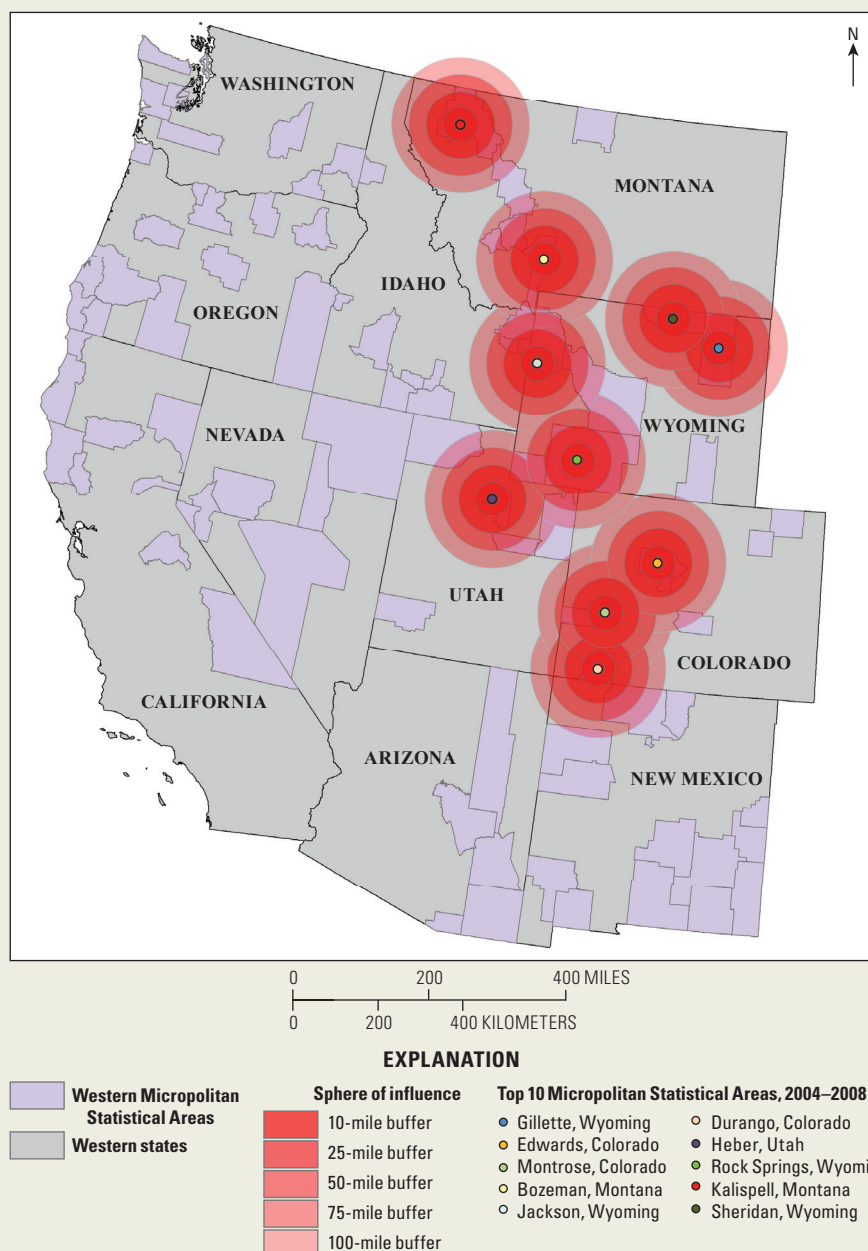 N
WASHINGTON
MONTANA
OREGON
IDAHO
NEVADA
WYOMING
UTAH
COLORADO
CALIFORNIA
ARIZONA
NEW MEXICO
0 200 400 MILES
0 200 400 KILOMETERS
EXPLANATION
Western Micropolitan
Statistical Areas
Western states
Sphere of influence
10-mile buffer
25-mile buffer
50-mile buffer
75-mile buffer
100-mile buffer
Top 10 Micropolitan Statistical Areas, 2004–2008
Gillette, Wyoming
Edwards, Colorado
Montrose, Colorado
Bozeman, Montana
Jackson, Wyoming
Durango, Colorado
Heber, Utah
Rock Springs, Wyomi
Kalispell, Montana
Sheridan, Wyoming